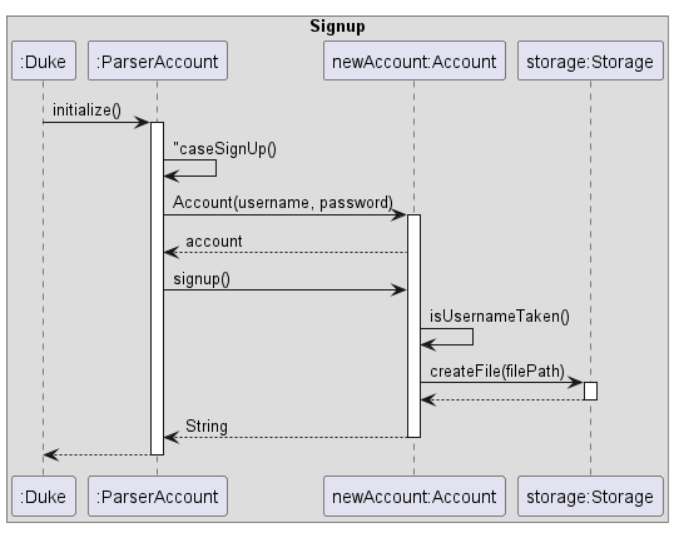 Signup
:Duke :ParserAccount newAccount:Account storage:Storage
initialize()
"caseSignUp()
Account(username, password)
account
signup()
isUsernameTaken()
createFile(filePath)
String
:Duke :ParserAccount newAccount:Account storage:Storage